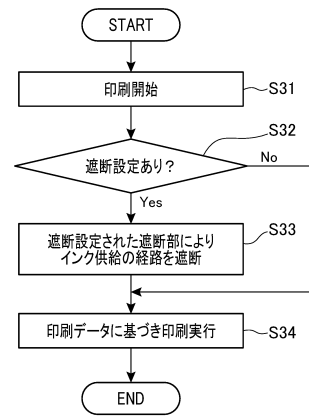 START
印刷開始
S31
S32
遮断設定あり？
No
Yes
遮断設定された遮断部により
インク供給の経路を遮断
S33
印刷データに基づき印刷実行
S34
END